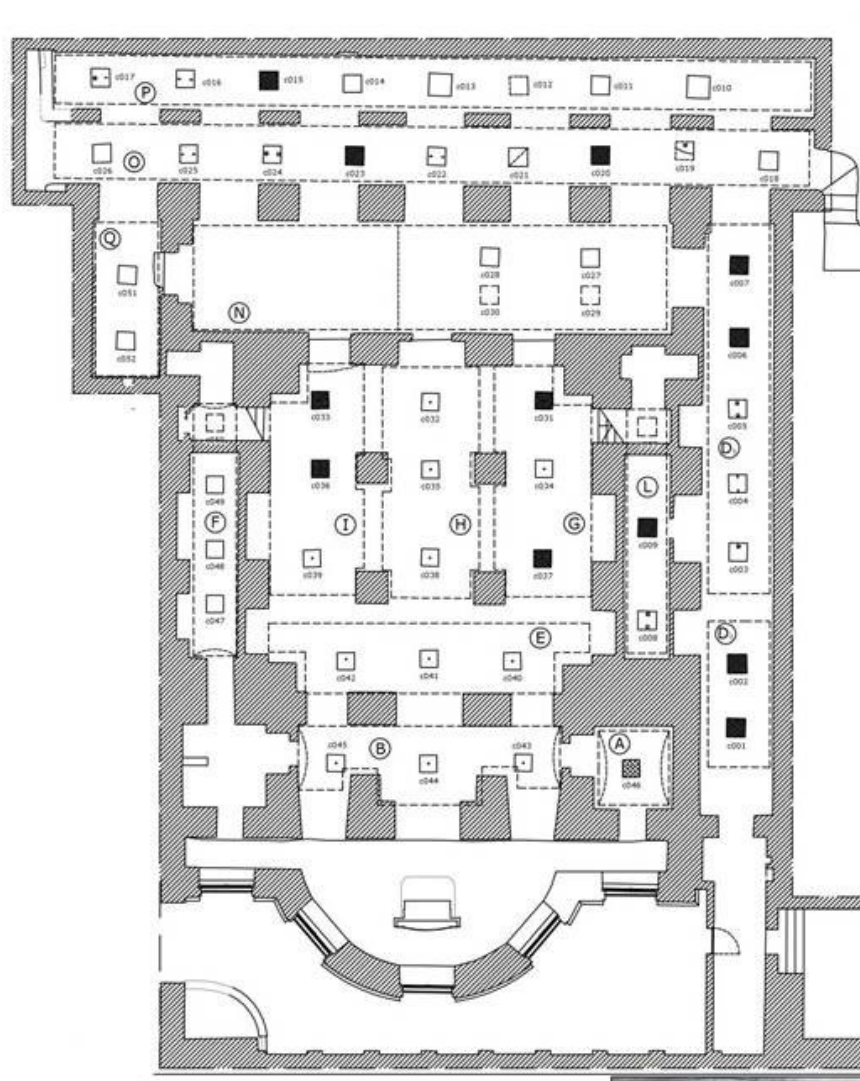 c017 c016 c015 c014 c013 c012 c011 c010
P
c026 O c025 c024 c023 c022 c021 c020 c019 c018
Q
c028 c027 c007
c051
c030 c029
N
c052 c006
c033 c032 c031
c005
D
c036 c035 c034
c049 L c004
F I H G c009
c048
c039 c038 c037 c003
c047 c008
E D
c042 c041 c040 c002
c045 B c043 A
c001
c044 c046